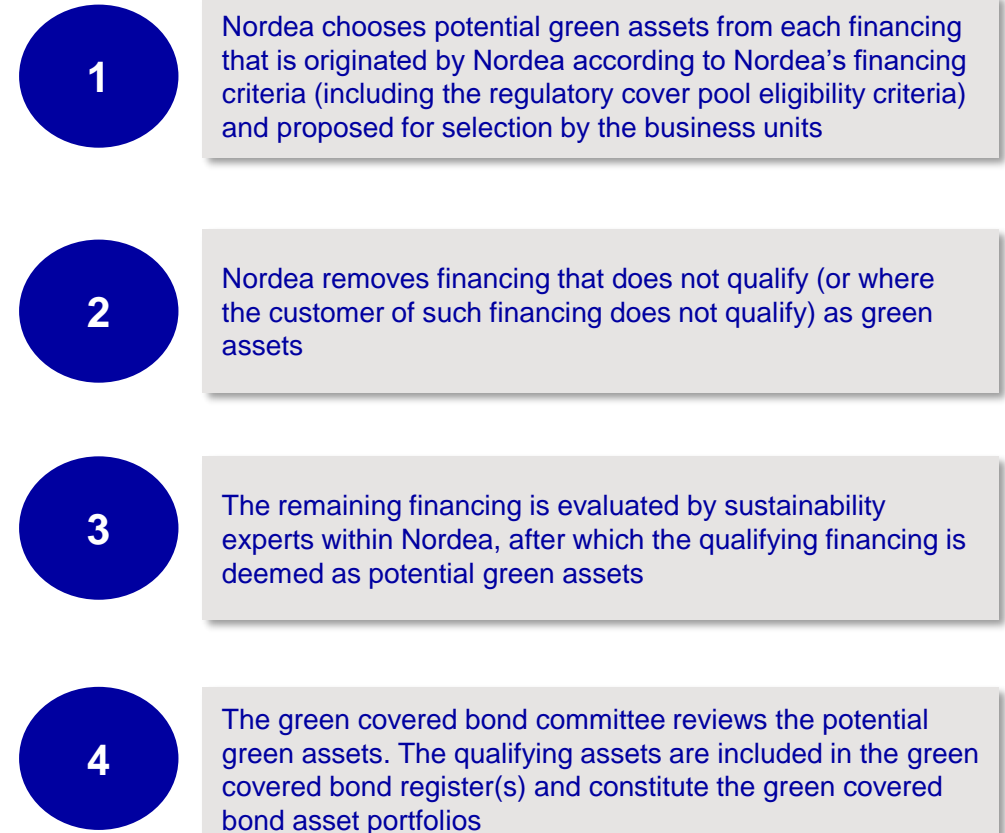 1
Nordea chooses potential green assets from each financing
that is originated by Nordea according to Nordea’s financing
criteria (including the regulatory cover pool eligibility criteria)
and proposed for selection by the business units
2
Nordea removes financing that does not qualify (or where
the customer of such financing does not qualify) as green
assets
3
The remaining financing is evaluated by sustainability
experts within Nordea, after which the qualifying financing is
deemed as potential green assets
4
The green covered bond committee reviews the potential
green assets. The qualifying assets are included in the green
covered bond register(s) and constitute the green covered
bond asset portfolios